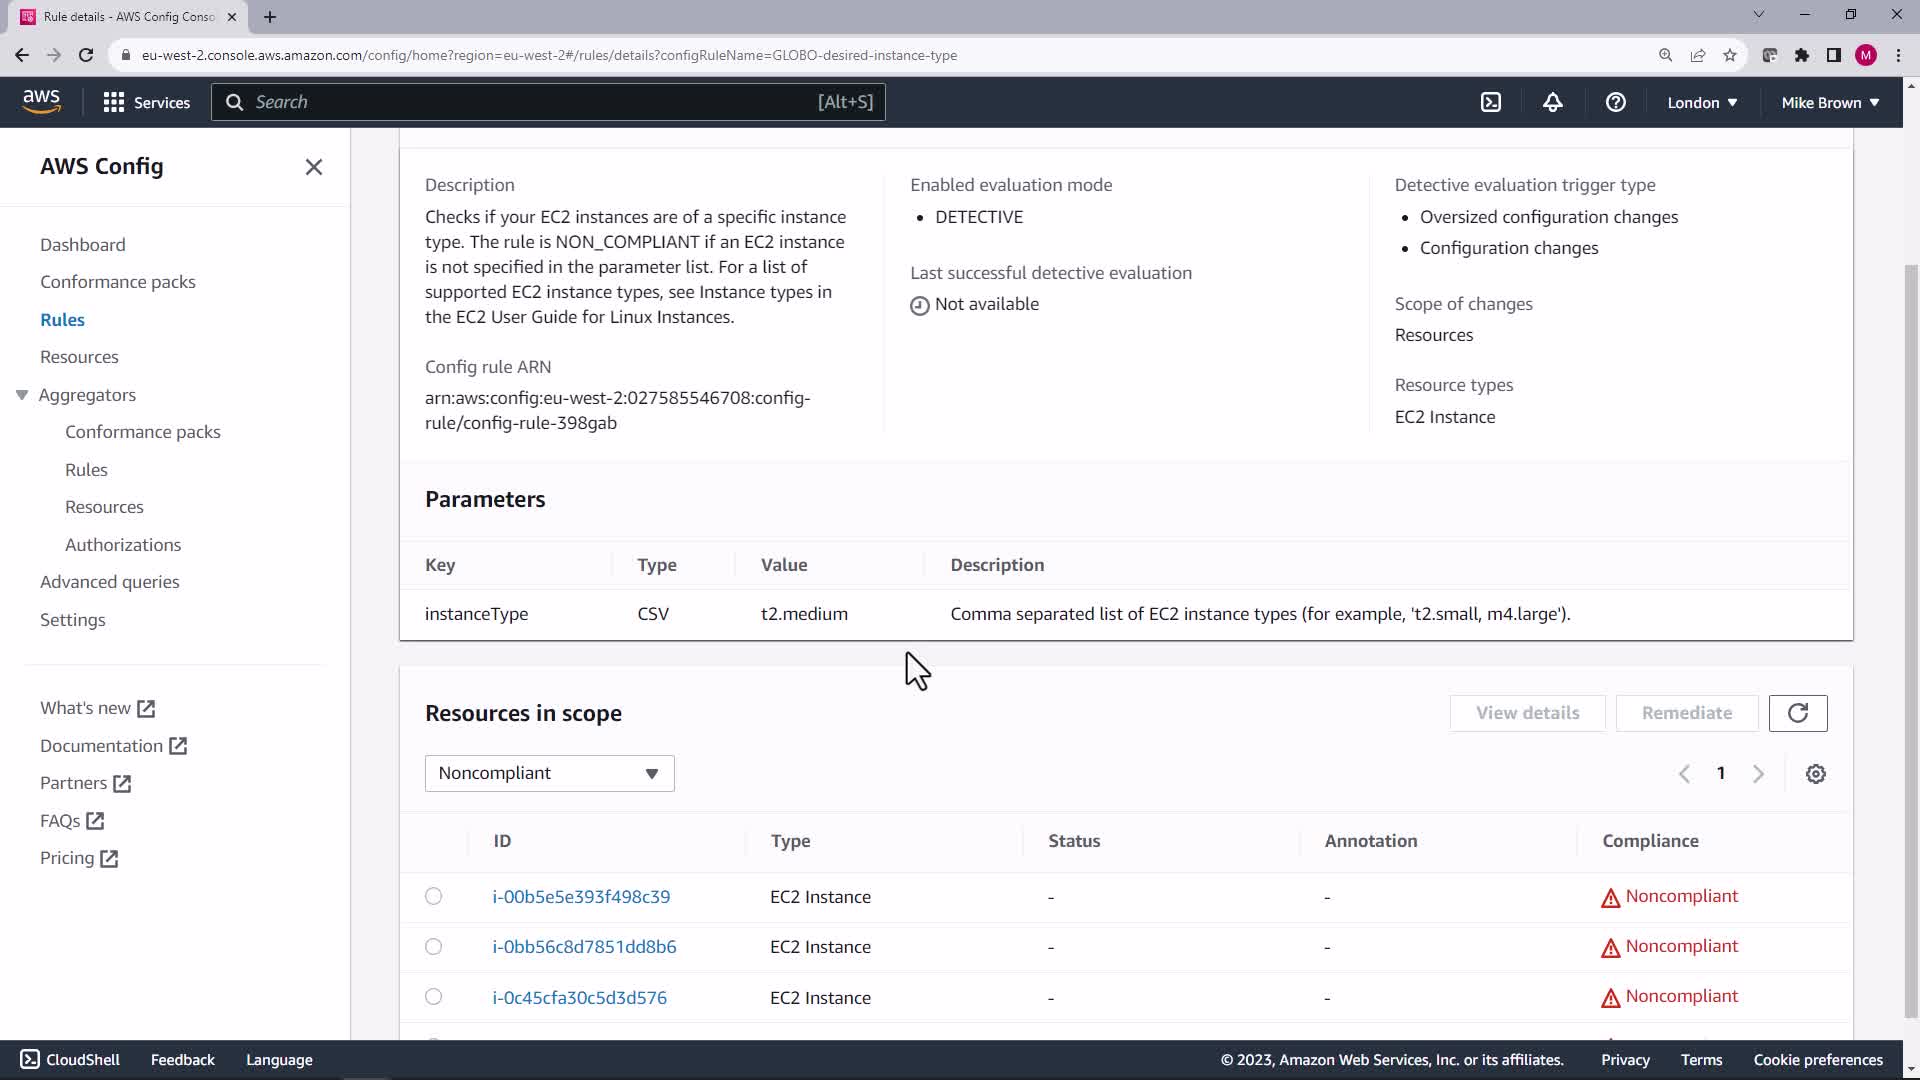 Rule details - AWS Config Conso
eu-west-2.console.aws.amazon.com/config/home?region=eu-west-2#/rules/details?configRuleName=GLOBO-desired-instance-type
M
aws
Services
Search
[Alt+S]
London
Mike Brown
AWS Config
Dashboard
Conformance packs
Rules
Resources
Aggregators
Conformance packs
Rules
Resources
Authorizations
Advanced queries
Settings
What's new
Documentation
Partners
FAQs
Pricing
Description
Checks if your EC2 instances are of a specific instance
type. The rule is NON_COMPLIANT if an EC2 instance
is not specified in the parameter list. For a list of
supported EC2 instance types, see Instance types in
the EC2 User Guide for Linux Instances.
Config rule ARN
arn:aws:config:eu-west-2:027585546708:config-
rule/config-rule-398gab
Enabled evaluation mode
• DETECTIVE
Last successful detective evaluation
Not available
Detective evaluation trigger type
• Oversized configuration changes
• Configuration changes
Scope of changes
Resources
Resource types
EC2 Instance
Parameters
Key Type Value Description
instanceType CSV t2.medium Comma separated list of EC2 instance types (for example, 't2.small, m4.large').
Resources in scope
View details
Remediate
Noncompliant
1
ID Type Status Annotation Compliance
i-00b5e5e393f498c39 EC2 Instance - - Noncompliant
i-0bb56c8d7851dd8b6 EC2 Instance - - Noncompliant
i-0c45cfa30c5d3d576 EC2 Instance - - Noncompliant
CloudShell Feedback Language © 2023, Amazon Web Services, Inc. or its affiliates. Privacy Terms Cookie preferences